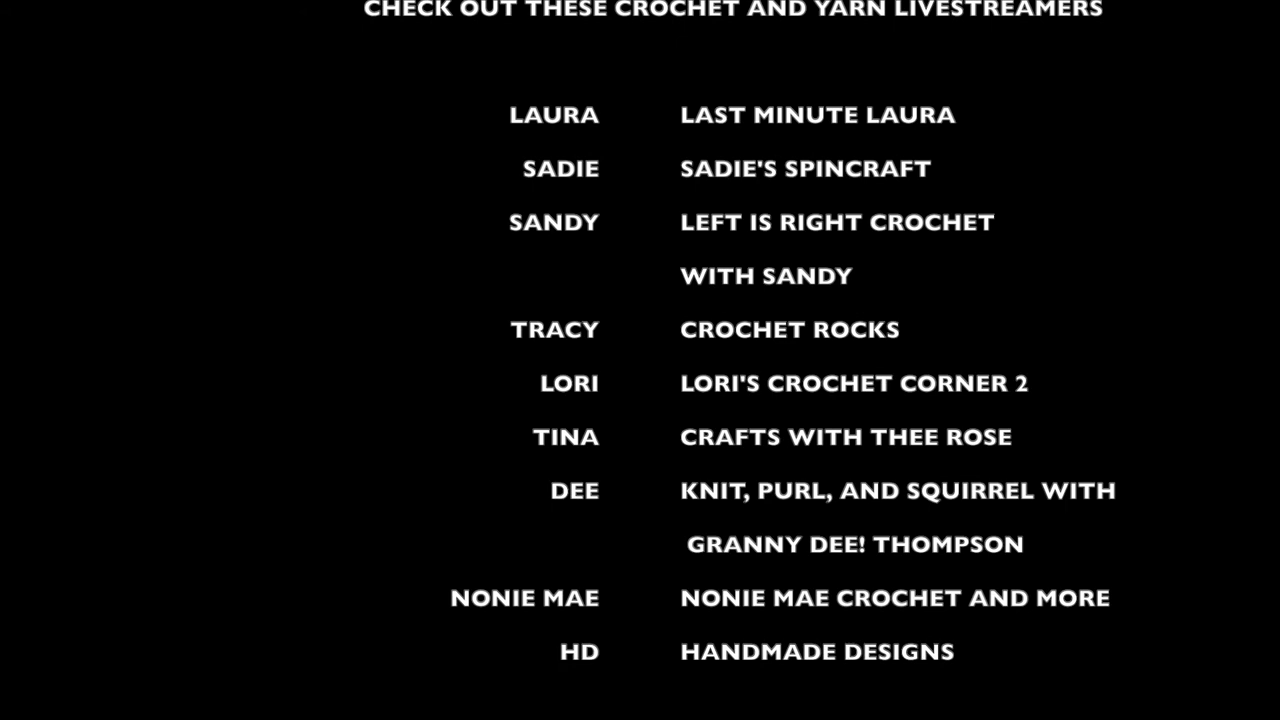 CHECK OUT THESE CROCHET AND YARN LIVESTREAMERS
LAURA LAST MINUTE LAURA
SADIE SADIE'S SPINCRAFT
SANDY LEFT IS RIGHT CROCHET
WITH SANDY
TRACY CROCHET ROCKS
LORI LORI'S CROCHET CORNER 2
TINA CRAFTS WITH THEE ROSE
DEE KNIT, PURL, AND SQUIRREL WITH
GRANNY DEE! THOMPSON
NONIE MAE NONIE MAE CROCHET AND MORE
HD HANDMADE DESIGNS